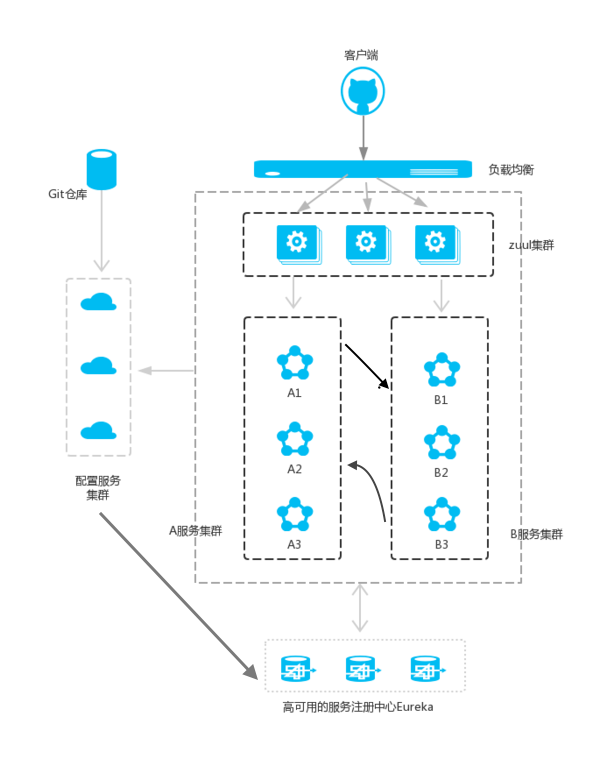 客户端
负载均衡
Git仓库
zuul集群
A1
B1
A2
B2
配置服务
集群
A服务集群
A3
B3
B服务集群
高可用的服务注册中心Eureka